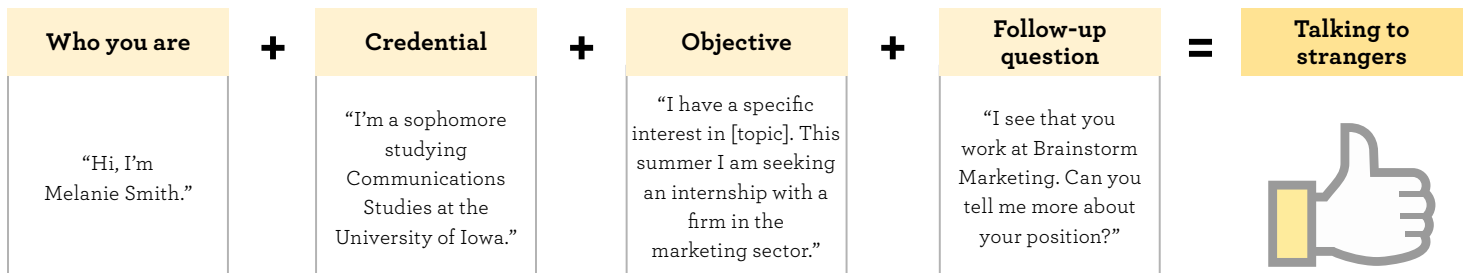 Who you are
+
Credential
+
Objective
+
Follow-up
question
=
Talking to
strangers
“Hi, I’m
Melanie Smith.”
“I’m a sophomore
studying
Communications
Studies at the
University of Iowa.”
“I have a specific
interest in [topic]. This
summer I am seeking
an internship with a
firm in the
marketing sector.”
“I see that you
work at Brainstorm
Marketing. Can you
tell me more about
your position?”